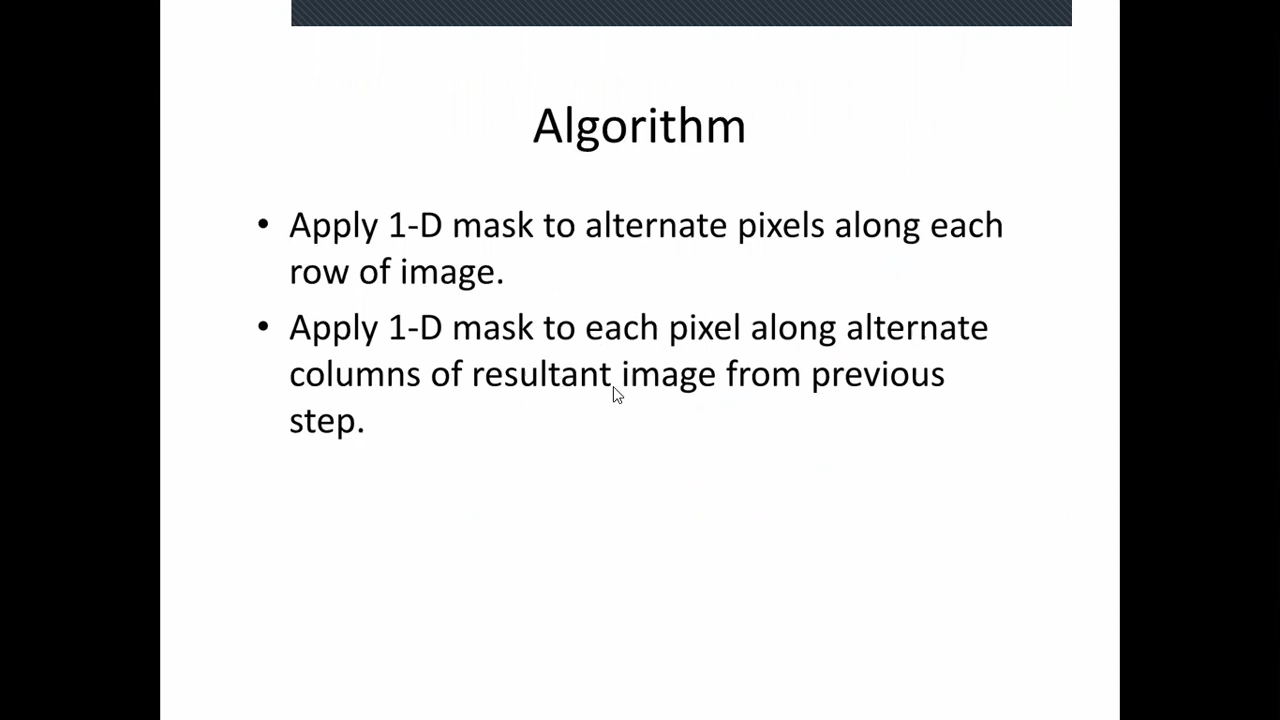 Algorithm
• Apply 1-D mask to alternate pixels along each
row of image.
• Apply 1-D mask to each pixel along alternate
columns of resultant image from previous
step.